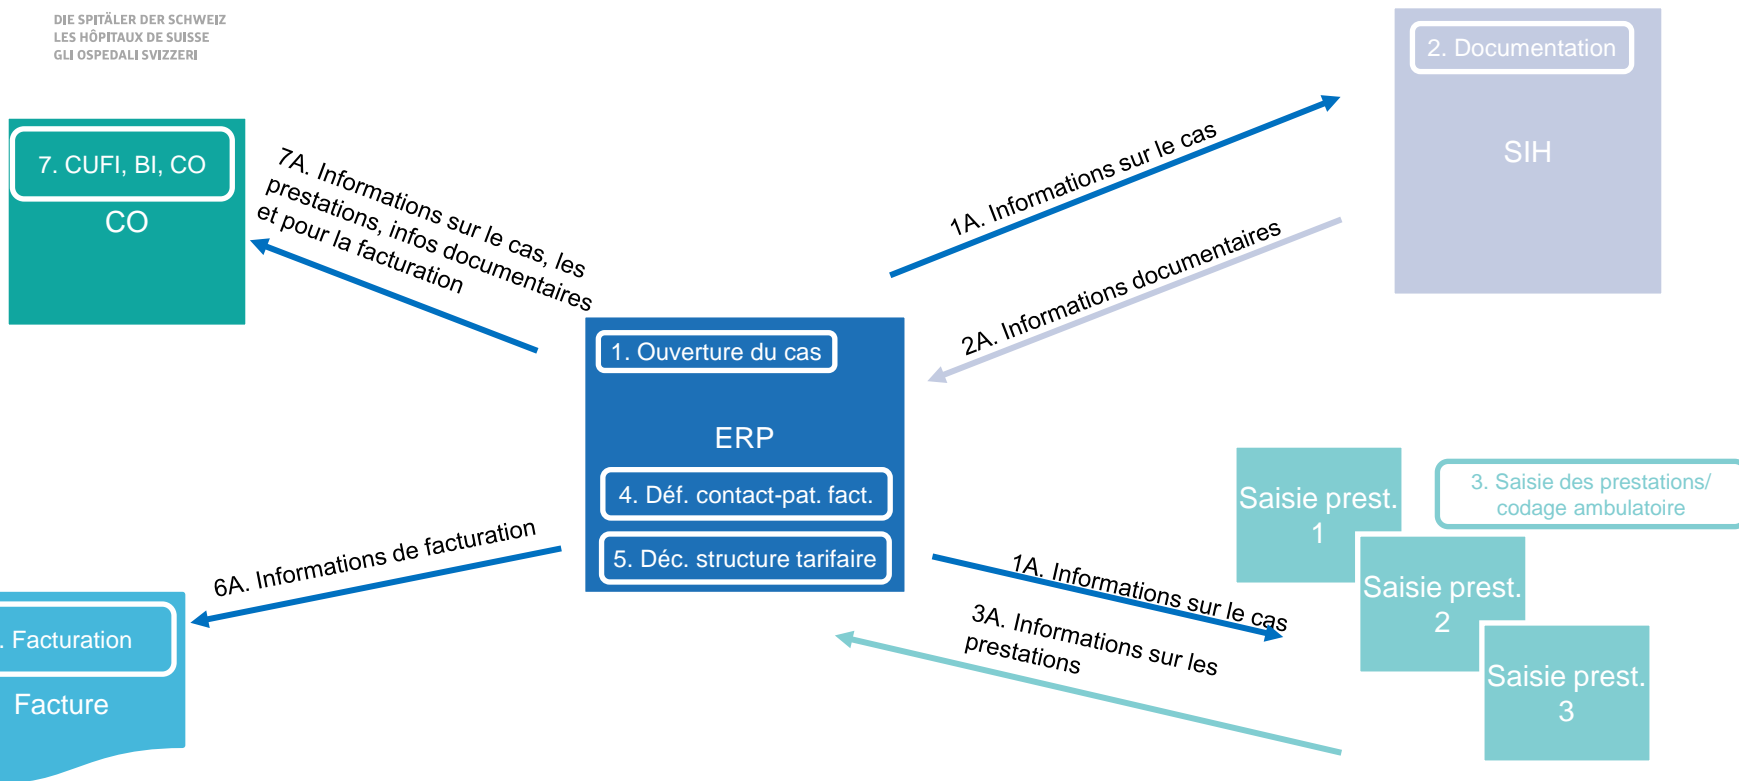 DIE SPITÄLER DER SCHWEIZ
LES HÔPITAUX DE SUISSE
GLI OSPEDALI SVIZZERI
2. Documentation
SIH
7. CUFI, BI, CO
CO
7A. Informations sur le cas, les
prestations, infos documentaires
et pour la facturation
1A. Informations sur le cas
2A. Informations documentaires
1. Ouverture du cas
ERP
4. Déf. contact-pat. fact.
5. Déc. structure tarifaire
6A. Informations de facturation
. Facturation
Facture
1A. Informations sur le cas
3A. Informations sur les
prestations
Saisie prest.
1
3. Saisie des prestations/
codage ambulatoire
Saisie prest.
2
Saisie prest.
3